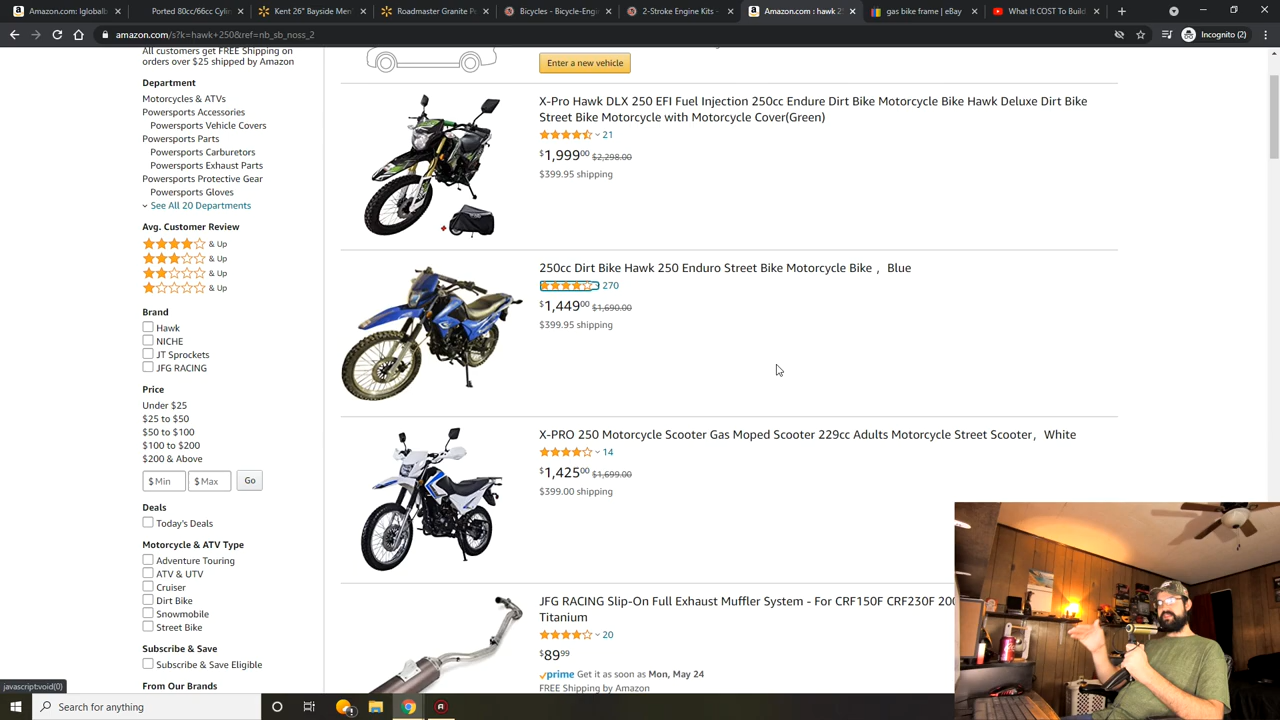 Amazon.com: Iglobalb
Ported 80cc/66cc Cylin
Kent 26" Bayside Men'
Roadmaster Granite P
Bicycles - Bicycle-Engin
2-Stroke Engine Kits -
Amazon.com : hawk 25
gas bike frame | eBay
What It COST To Build
amazon.com/s?k=hawk+250&ref=nb_sb_noss_2
Incognito (2)
All customers get FREE Shipping on
orders over $25 shipped by Amazon
Department
Motorcycles & ATVs
Powersports Accessories
Powersports Vehicle Covers
Powersports Parts
Powersports Carburetors
Powersports Exhaust Parts
Powersports Protective Gear
Powersports Gloves
See All 20 Departments
Avg. Customer Review
& Up
& Up
& Up
& Up
Brand
Hawk
NICHE
JT Sprockets
JFG RACING
Price
Under $25
$25 to $50
$50 to $100
$100 to $200
$200 & Above
$ Min
$ Max
Go
Deals
Today's Deals
Motorcycle & ATV Type
Adventure Touring
ATV & UTV
Cruiser
Dirt Bike
Snowmobile
Street Bike
Subscribe & Save
Subscribe & Save Eligible
From Our Brands
Enter a new vehicle
X-Pro Hawk DLX 250 EFI Fuel Injection 250cc Endure Dirt Bike Motorcycle Bike Hawk Deluxe Dirt Bike
Street Bike Motorcycle with Motorcycle Cover(Green)
21
$1,999 00 $2,298.00
$399.95 shipping
250cc Dirt Bike Hawk 250 Enduro Street Bike Motorcycle Bike ，Blue
270
$1,449 00 $1,690.00
$399.95 shipping
X-PRO 250 Motorcycle Scooter Gas Moped Scooter 229cc Adults Motorcycle Street Scooter，White
14
$1,425 00 $1,699.00
$399.00 shipping
JFG RACING Slip-On Full Exhaust Muffler System - For CRF150F CRF230F 200
Titanium
20
$89 99
prime Get it as soon as Mon, May 24
FREE Shipping by Amazon
javascript:void(0)
Search for anything